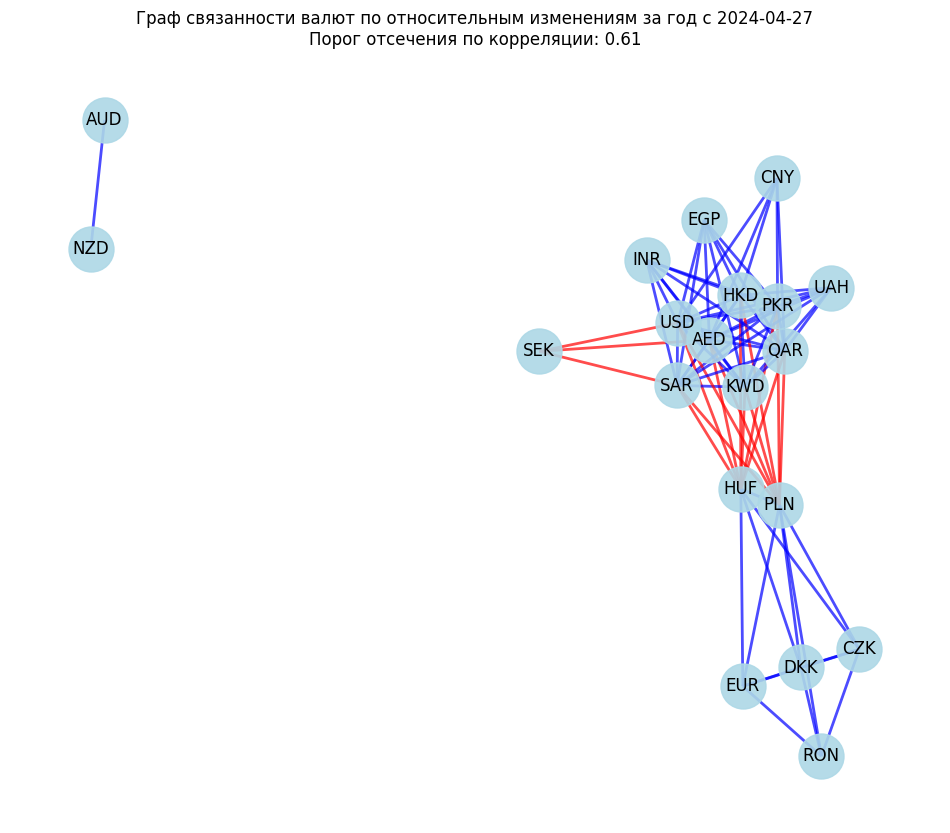 Граф связанности валют по относительным изменениям за год с 2024-04-27
Порог отсечения по корреляции: 0.61
AUD
CNY
EGP
NZD
INR
UAH
HKD
PKR
USD
AED
SEK
QAR
SAR
KWD
HUF
PLN
CZK
DKK
EUR
RON